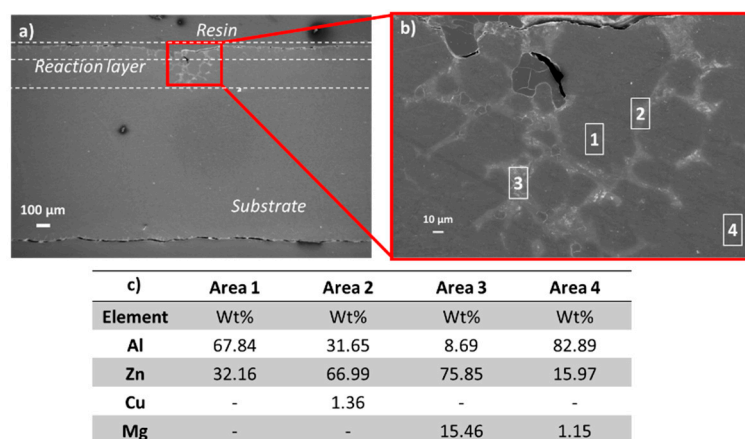 a)
Resin
Reaction layer
Substrate
100 µm
b)
2
1
3
4
10 µm
c) Area 1 Area 2 Area 3 Area 4
Element Wt% Wt% Wt% Wt%
Al 67.84 31.65 8.69 82.89
Zn 32.16 66.99 75.85 15.97
Cu - 1.36 - -
Mg - - 15.46 1.15